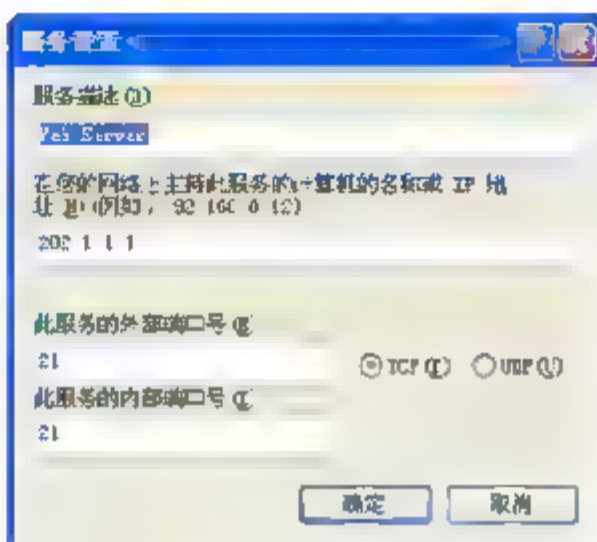 服务设置
服务描述(D)
Web Server
在您的网络上主持此服务的计算机的名称或 IP 地
址(例如，192.168.0.12)
202.1.1.1
此服务的外部端口号(E)
21
TCP(T)
UDP(U)
此服务的内部端口号(I)
21
确定
取消